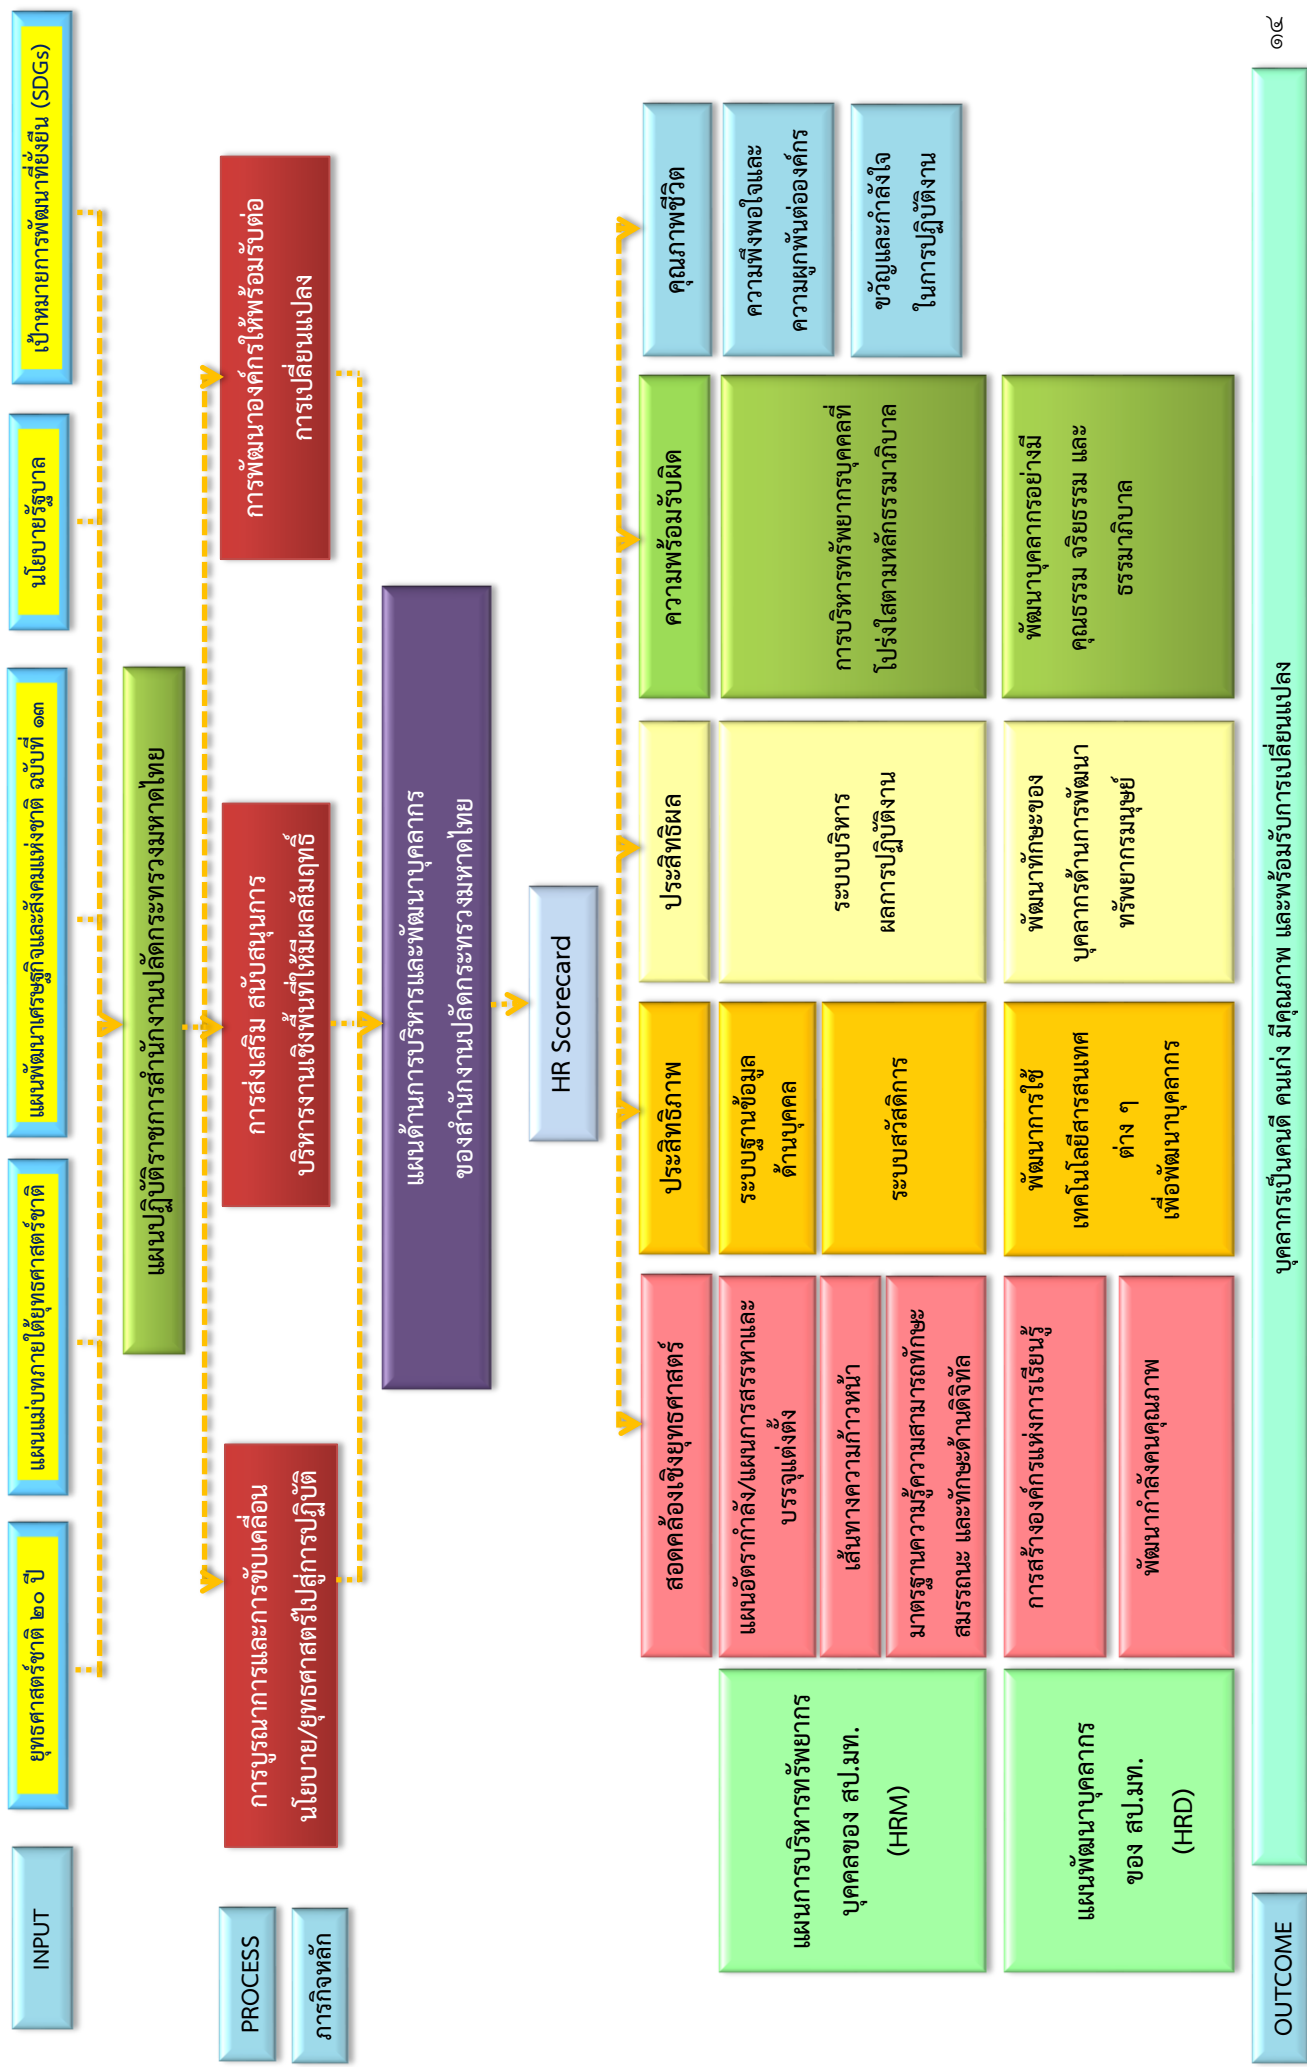 INPUT
ยุทธศาสตร์ชาติ ๒๐ ปี
แผนแม่บทภายใต้ยุทธศาสตร์ชาติ
แผนพัฒนาเศรษฐกิจและสังคมแห่งชาติ ฉบับที่ ๑๓
นโยบายรัฐบาล
เป้าหมายการพัฒนาที่ยั่งยืน (SDGs)
แผนปฏิบัติราชการสำนักงานปลัดกระทรวงมหาดไทย
PROCESS
ภารกิจหลัก
การบูรณาการและการขับเคลื่อน
นโยบาย/ยุทธศาสตร์ไปสู่การปฏิบัติ
การส่งเสริม สนับสนุนการ
บริหารงานเชิงพื้นที่ให้มีผลสัมฤทธิ์
การพัฒนาองค์กรให้พร้อมรับต่อ
การเปลี่ยนแปลง
แผนด้านการบริหารและพัฒนาบุคลากร
ของสำนักงานปลัดกระทรวงมหาดไทย
HR Scorecard
สอดคล้องเชิงยุทธศาสตร์
ประสิทธิภาพ
ประสิทธิผล
ความพร้อมรับผิด
คุณภาพชีวิต
แผนการบริหารทรัพยากร
บุคคลของ สป.มท.
(HRM)
แผนอัตรากำลัง/แผนการสรรหาและ
บรรจุแต่งตั้ง
เส้นทางความก้าวหน้า
มาตรฐานความรู้ความสามารถทักษะ
สมรรถนะ และทักษะด้านดิจิทัล
ระบบฐานข้อมูล
ด้านบุคคล
ระบบสวัสดิการ
ระบบบริหาร
ผลการปฏิบัติงาน
การบริหารทรัพยากรบุคคลที่
โปร่งใสตามหลักธรรมาภิบาล
ความพึงพอใจและ
ความผูกพันต่อองค์กร
ขวัญและกำลังใจ
ในการปฏิบัติงาน
แผนพัฒนาบุคลากร
ของ สป.มท.
(HRD)
การสร้างองค์กรแห่งการเรียนรู้
พัฒนากำลังคนคุณภาพ
พัฒนาการใช้
เทคโนโลยีสารสนเทศ
ต่าง ๆ
เพื่อพัฒนาบุคลากร
พัฒนาทักษะของ
บุคลากรด้านการพัฒนา
ทรัพยากรมนุษย์
พัฒนาบุคลากรอย่างมี
คุณธรรม จริยธรรม และ
ธรรมาภิบาล
OUTCOME
บุคลากรเป็นคนดี คนเก่ง มีคุณภาพ และพร้อมรับการเปลี่ยนแปลง
๑๔